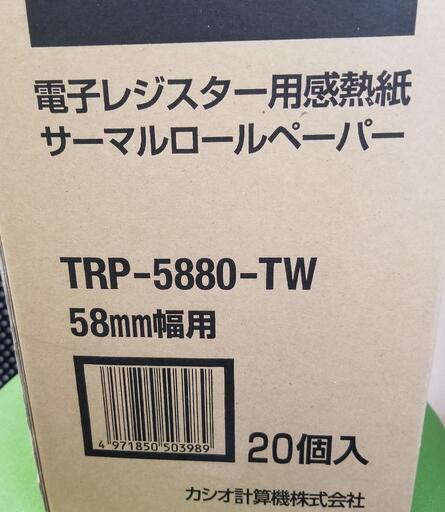 電子レジスター用感熱紙
サーマルロールペーパー
TRP-5880-TW
58mm幅用
4 971850 503989
20個入
カシオ計算機株式会社